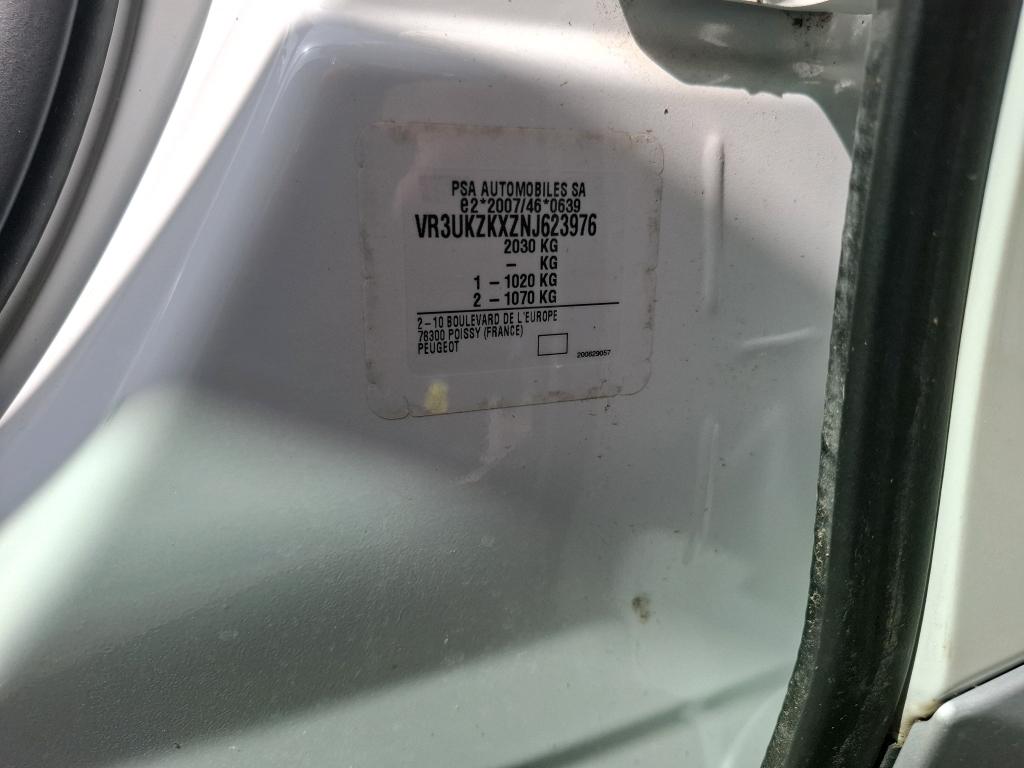 PSA AUTOMOBILES SA
e2*2007/46*0639
VR3UKZKXZNJ623976
2030 KG
– KG
1 – 1020 KG
2 – 1070 KG
2–10 BOULEVARD DE L'EUROPE
78300 POISSY (FRANCE)
PEUGEOT
200629057